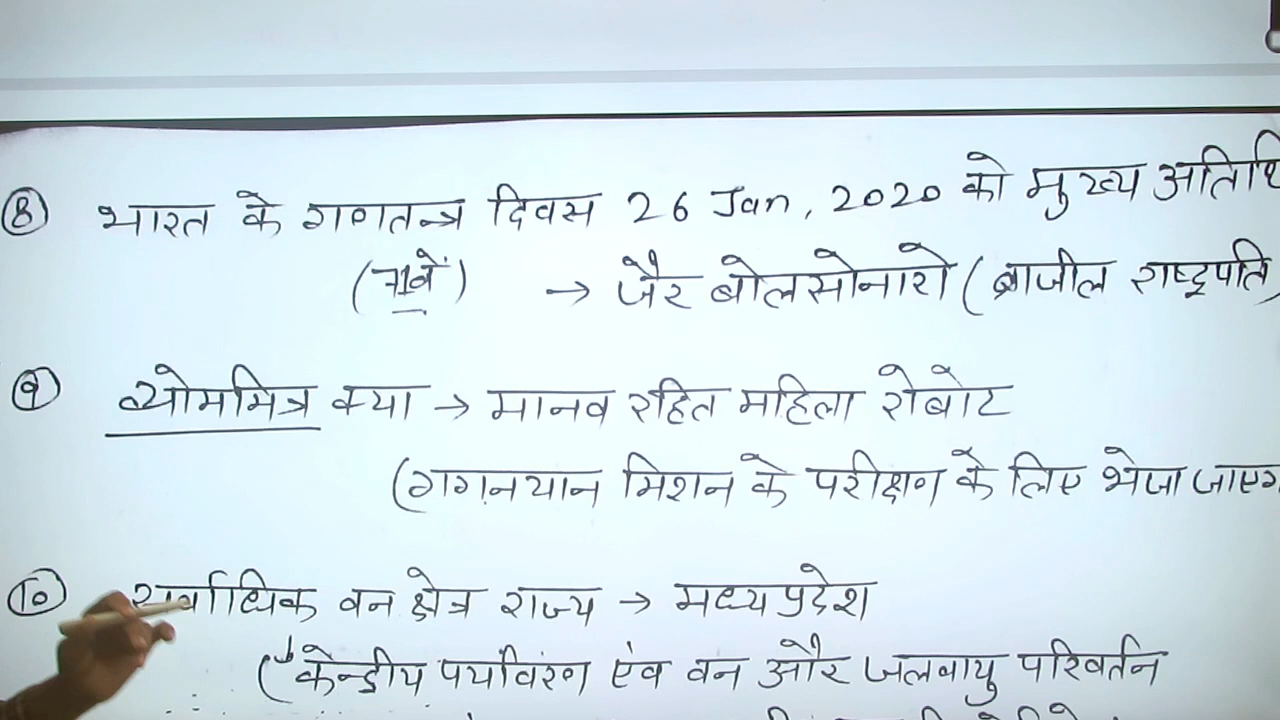 8 भारत के गणतन्त्र दिवस 26 Jan, 2020 को मुख्य अतिथि
(71वें) → जैर बोलसोनारो (ब्राजील राष्ट्रपति)
9 व्योममित्र क्या → मानव रहित महिला रोबोट
(गगनयान मिशन के परीक्षण के लिए भेजा जाएगा
10 सर्वाधिक वन क्षेत्र राज्य → मध्यप्रदेश
(केन्द्रीय पर्यावरण एंव वन और जलवायु परिवर्तन